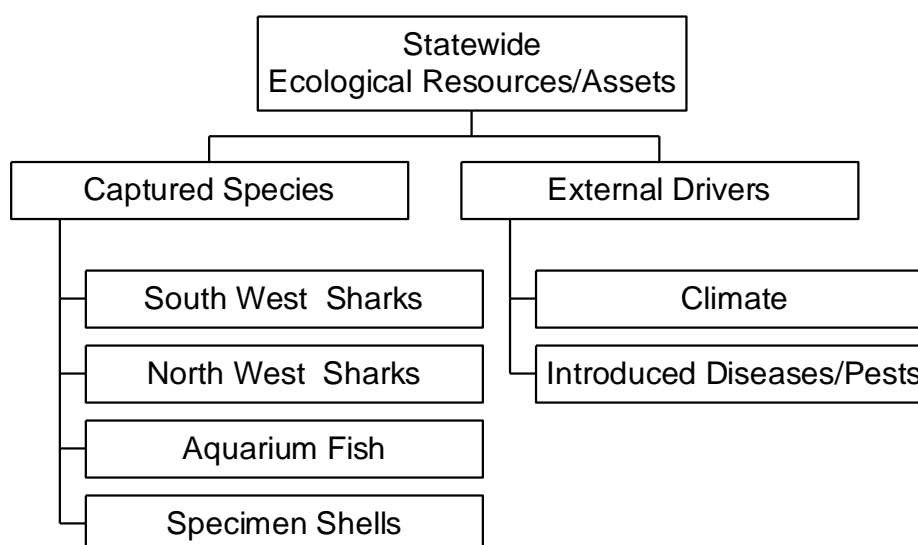 Statewide
Ecological Resources/Assets
Captured Species
External Drivers
South West Sharks
North West Sharks
Aquarium Fish
Specimen Shells
Climate
Introduced Diseases/Pests